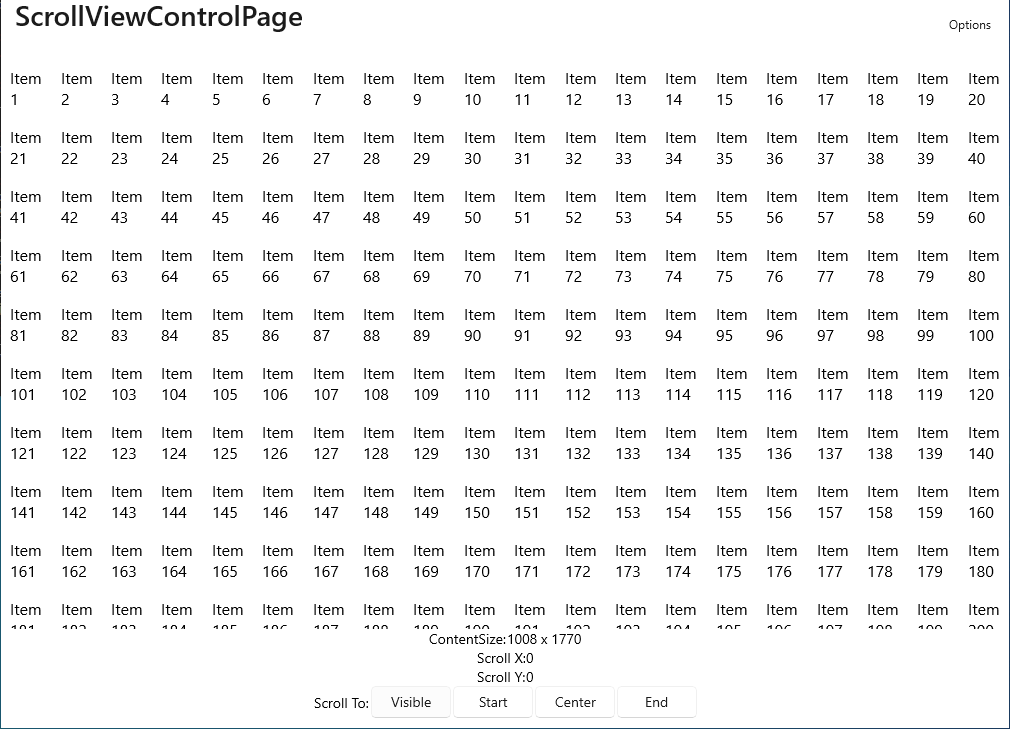 ScrollViewControlPage
Options
Item Item Item Item Item Item Item Item Item Item Item Item Item Item Item Item Item Item Item Item
1 2 3 4 5 6 7 8 9 10 11 12 13 14 15 16 17 18 19 20
Item Item Item Item Item Item Item Item Item Item Item Item Item Item Item Item Item Item Item Item
21 22 23 24 25 26 27 28 29 30 31 32 33 34 35 36 37 38 39 40
Item Item Item Item Item Item Item Item Item Item Item Item Item Item Item Item Item Item Item Item
41 42 43 44 45 46 47 48 49 50 51 52 53 54 55 56 57 58 59 60
Item Item Item Item Item Item Item Item Item Item Item Item Item Item Item Item Item Item Item Item
61 62 63 64 65 66 67 68 69 70 71 72 73 74 75 76 77 78 79 80
Item Item Item Item Item Item Item Item Item Item Item Item Item Item Item Item Item Item Item Item
81 82 83 84 85 86 87 88 89 90 91 92 93 94 95 96 97 98 99 100
Item Item Item Item Item Item Item Item Item Item Item Item Item Item Item Item Item Item Item Item
101 102 103 104 105 106 107 108 109 110 111 112 113 114 115 116 117 118 119 120
Item Item Item Item Item Item Item Item Item Item Item Item Item Item Item Item Item Item Item Item
121 122 123 124 125 126 127 128 129 130 131 132 133 134 135 136 137 138 139 140
Item Item Item Item Item Item Item Item Item Item Item Item Item Item Item Item Item Item Item Item
141 142 143 144 145 146 147 148 149 150 151 152 153 154 155 156 157 158 159 160
Item Item Item Item Item Item Item Item Item Item Item Item Item Item Item Item Item Item Item Item
161 162 163 164 165 166 167 168 169 170 171 172 173 174 175 176 177 178 179 180
Item Item Item Item Item Item Item Item Item Item Item Item Item Item Item Item Item Item Item Item
ContentSize:1008 x 1770
Scroll X:0
Scroll Y:0
Scroll To: Visible Start Center End